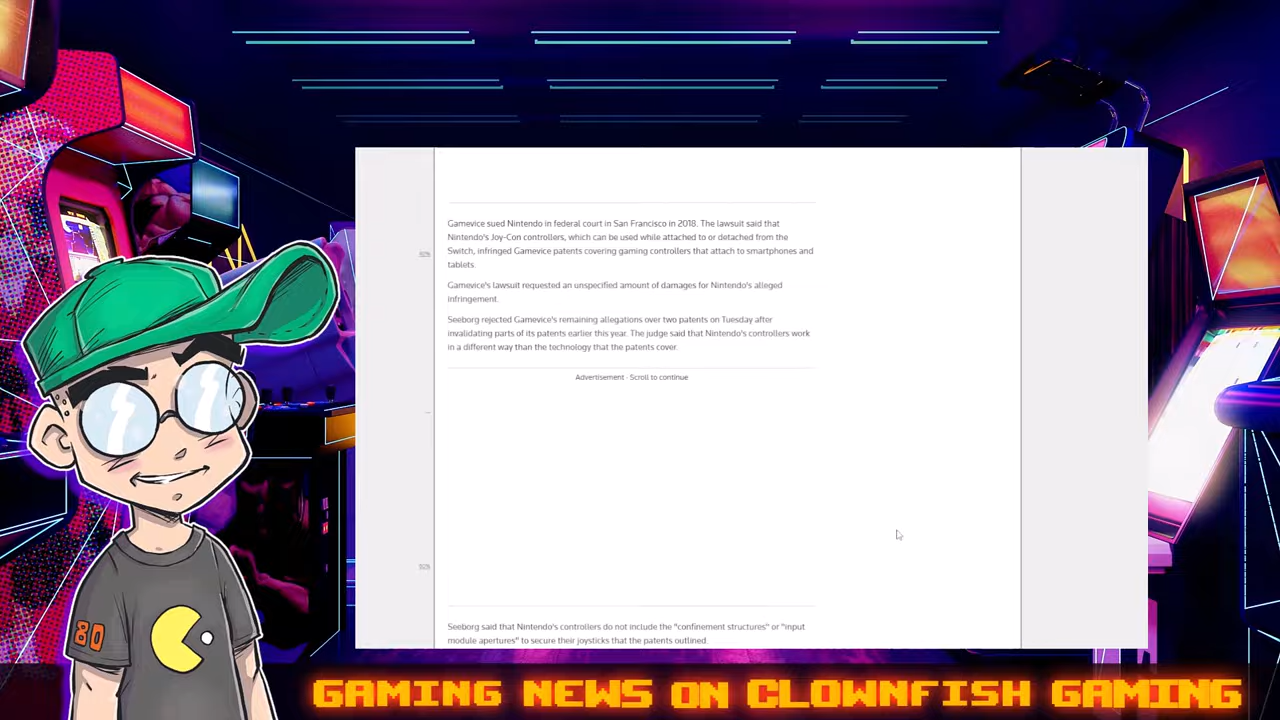 Gamevice sued Nintendo in federal court in San Francisco in 2018. The lawsuit said that
Nintendo's Joy-Con controllers, which can be used while attached to or detached from the
Switch, infringed Gamevice patents covering gaming controllers that attach to smartphones and
tablets.
Gamevice's lawsuit requested an unspecified amount of damages for Nintendo's alleged
infringement.
Seeborg rejected Gamevice's remaining allegations over two patents on Tuesday after
invalidating parts of its patents earlier this year. The judge said that Nintendo's controllers work
in a different way than the technology that the patents cover.
Advertisement · Scroll to continue
Seeborg said that Nintendo's controllers do not include the "confinement structures" or "input
module apertures" to secure their joysticks that the patents outlined.
80
GAMING NEWS ON CLOWNFISH GAMING